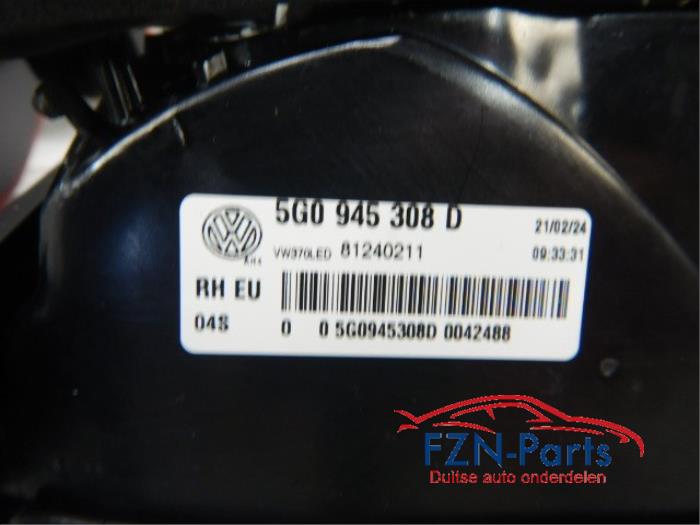 5G0 945 308 D
21/02/24
VW370LED 81240211
09:33:31
RH EU
04S
0 0 5G0945308D 0042488
FZN-Parts
Duitse auto onderdelen